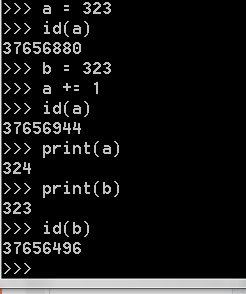 >>> a = 323
>>> id(a)
37656880
>>> b = 323
>>> a += 1
>>> id(a)
37656944
>>> print(a)
324
>>> print(b)
323
>>> id(b)
37656496
>>>